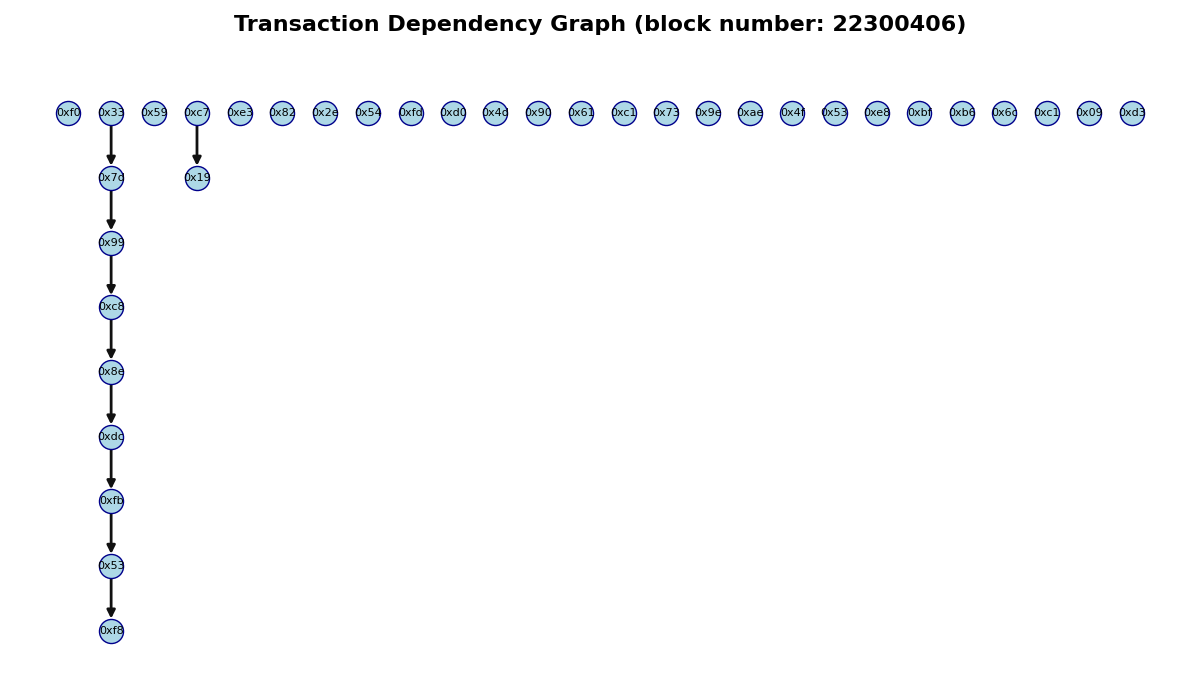 Transaction Dependency Graph (block number: 22300406)
0xf0 0x33 0x59 0xc7 0xe3 0x82 0x2e 0x54 0xfd 0xd0 0x4d 0x90 0x61 0xc1 0x73 0x9e 0xae 0x4f 0x53 0xe8 0xbf 0xb6 0x6c 0xc1 0x09 0xd3
0x7c 0x19
0x99
0xc8
0x8e
0xdc
0xfb
0x53
0xf8